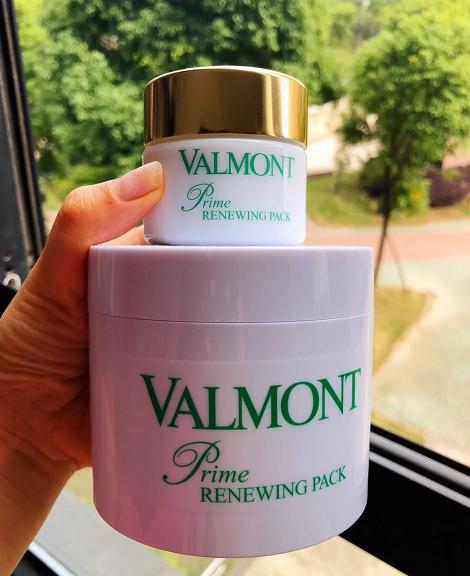 VALMONT
Prime
RENEWING PACK
VALMONT
Prime
RENEWING PACK